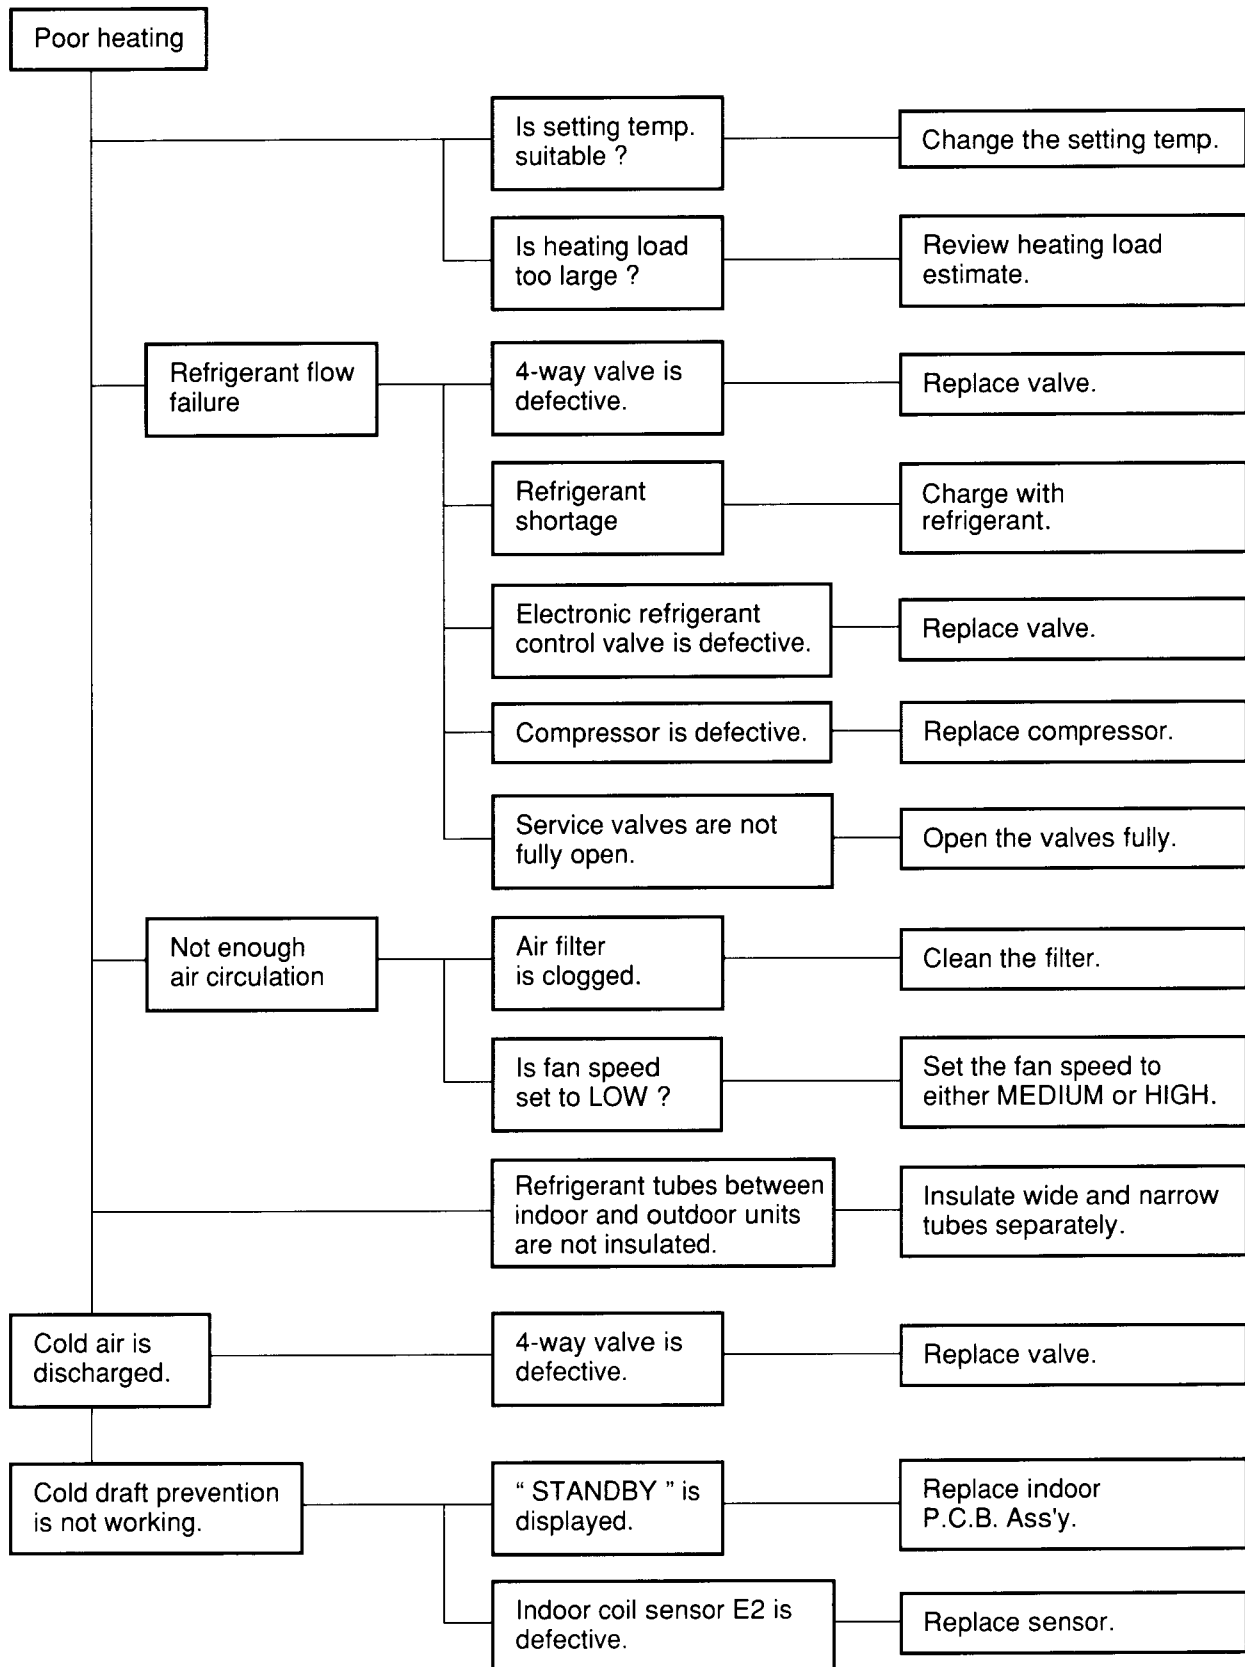 Poor heating
Is setting temp.
suitable ?
Change the setting temp.
Is heating load
too large ?
Review heating load
estimate.
Refrigerant flow
failure
4-way valve is
defective.
Replace valve.
Refrigerant
shortage
Charge with
refrigerant.
Electronic refrigerant
control valve is defective.
Replace valve.
Compressor is defective.
Replace compressor.
Service valves are not
fully open.
Open the valves fully.
Not enough
air circulation
Air filter
is clogged.
Clean the filter.
Is fan speed
set to LOW ?
Set the fan speed to
either MEDIUM or HIGH.
Refrigerant tubes between
indoor and outdoor units
are not insulated.
Insulate wide and narrow
tubes separately.
Cold air is
discharged.
4-way valve is
defective.
Replace valve.
Cold draft prevention
is not working.
“ STANDBY ” is
displayed.
Replace indoor
P.C.B. Ass'y.
Indoor coil sensor E2 is
defective.
Replace sensor.